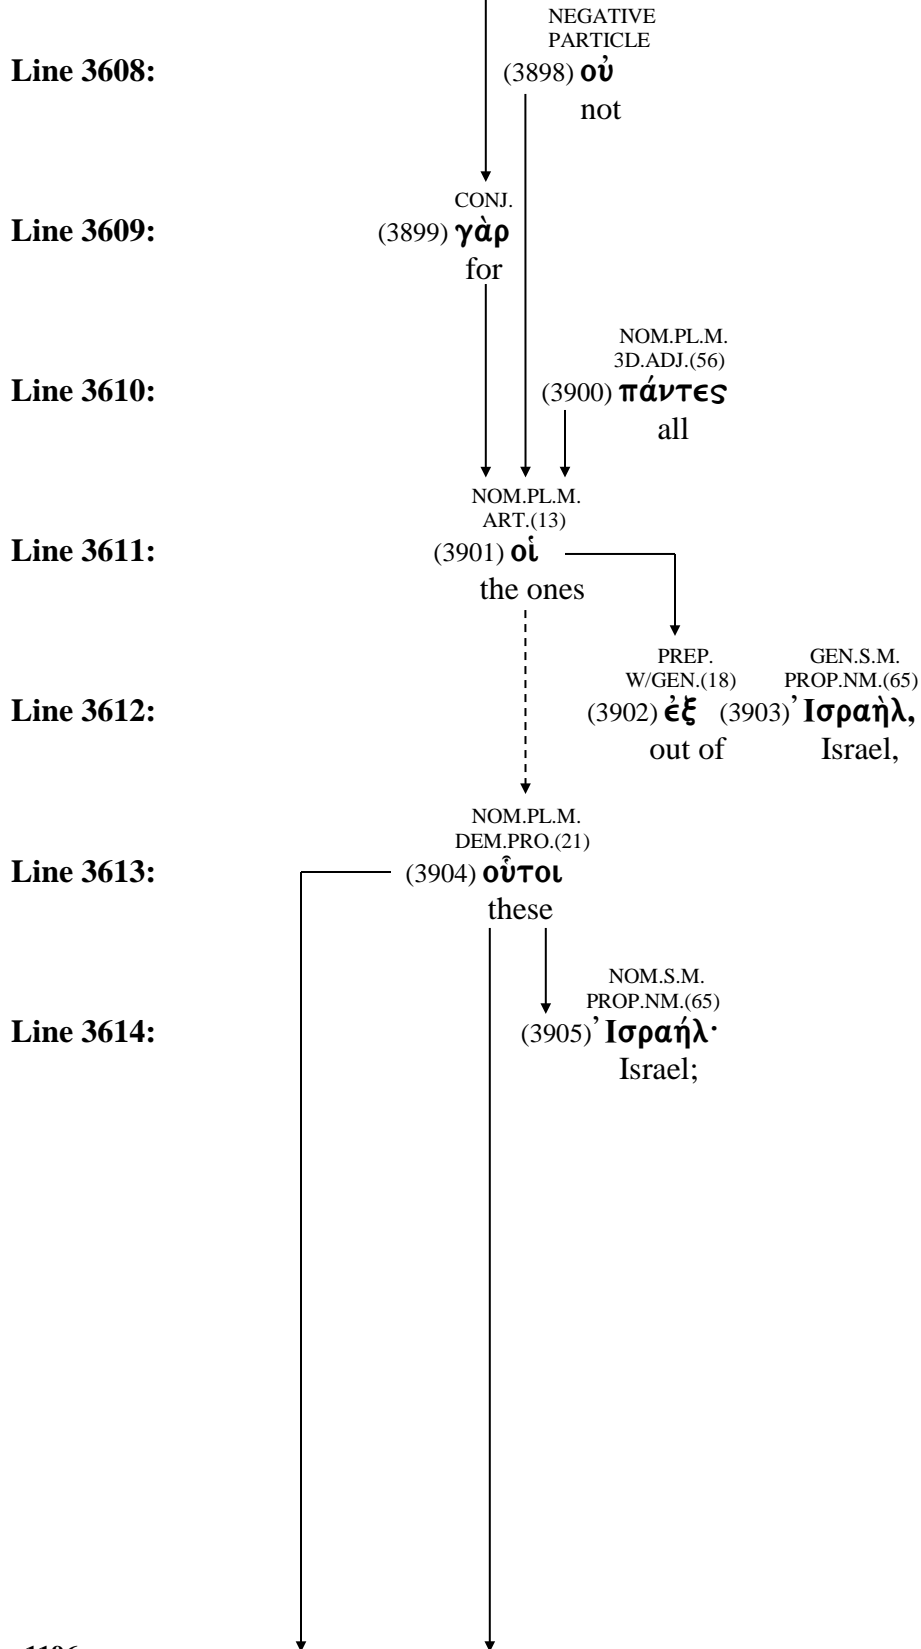 NEGATIVE
PARTICLE
Line 3608: (3898) οὐ
not
CONJ.
Line 3609: (3899) γὰρ
for
NOM.PL.M.
3D.ADJ.(56)
Line 3610: (3900) πάντες
all
NOM.PL.M.
ART.(13)
Line 3611: (3901) οἱ
the ones
PREP. GEN.S.M.
W/GEN.(18) PROP.NM.(65)
Line 3612: (3902) ἐξ (3903) Ἰσραὴλ,
out of Israel,
NOM.PL.M.
DEM.PRO.(21)
Line 3613: (3904) οὗτοι
these
NOM.S.M.
PROP.NM.(65)
Line 3614: (3905) Ἰσραήλ·
Israel;